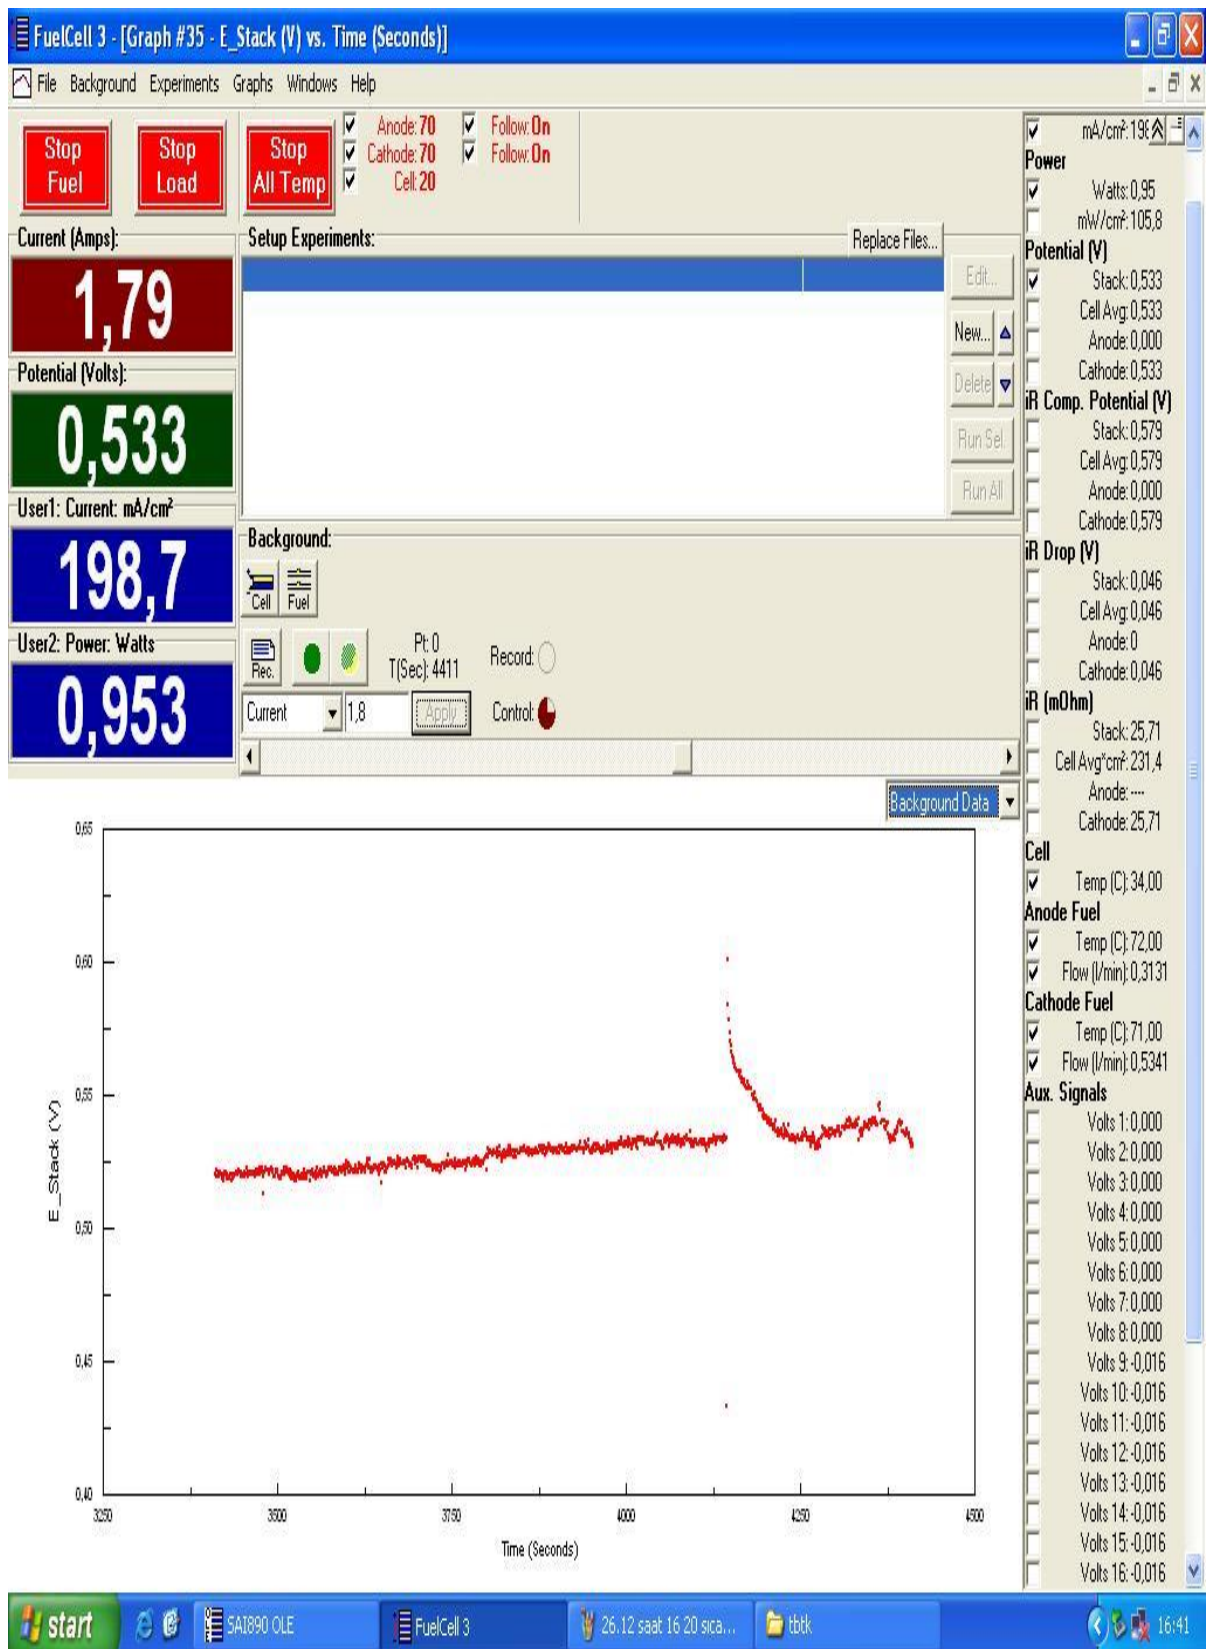 FuelCell 3 - [Graph #35 - E_Stack (V) vs. Time (Seconds)]
File Background Experiments Graphs Windows Help
Stop Fuel
Stop Load
Stop All Temp
Anode: 70
Follow: On
Cathode: 70
Follow: On
Cell: 20
Current (Amps):
1,79
Potential (Volts):
0,533
User1: Current: mA/cm²
198,7
User2: Power: Watts
0,953
Setup Experiments:
Replace Files...
Edit...
New...
Delete
Run Sel.
Run All
Background:
Cell
Fuel
Rec.
Pt: 0
T(Sec): 4411
Record:
Current
1,8
Apply
Control:
Background Data
0,65
0,60
0,55
0,50
0,45
0,40
E_Stack (V)
3250 3500 3750 4000 4250 4500
Time (Seconds)
mA/cm²: 198
Power
Watts: 0,95
mW/cm²: 105,8
Potential (V)
Stack: 0,533
Cell Avg: 0,533
Anode: 0,000
Cathode: 0,533
iR Comp. Potential (V)
Stack: 0,579
Cell Avg: 0,579
Anode: 0,000
Cathode: 0,579
iR Drop (V)
Stack: 0,046
Cell Avg: 0,046
Anode: 0
Cathode: 0,046
iR (mOhm)
Stack: 25,71
Cell Avg*cm²: 231,4
Anode: ----
Cathode: 25,71
Cell
Temp (C): 34,00
Anode Fuel
Temp (C): 72,00
Flow (l/min): 0,3131
Cathode Fuel
Temp (C): 71,00
Flow (l/min): 0,5341
Aux. Signals
Volts 1: 0,000
Volts 2: 0,000
Volts 3: 0,000
Volts 4: 0,000
Volts 5: 0,000
Volts 6: 0,000
Volts 7: 0,000
Volts 8: 0,000
Volts 9: -0,016
Volts 10: -0,016
Volts 11: -0,016
Volts 12: -0,016
Volts 13: -0,016
Volts 14: -0,016
Volts 15: -0,016
Volts 16: -0,016
start
SAI890 OLE
FuelCell 3
26.12 saat 16 20 sıca...
tbtk
16:41